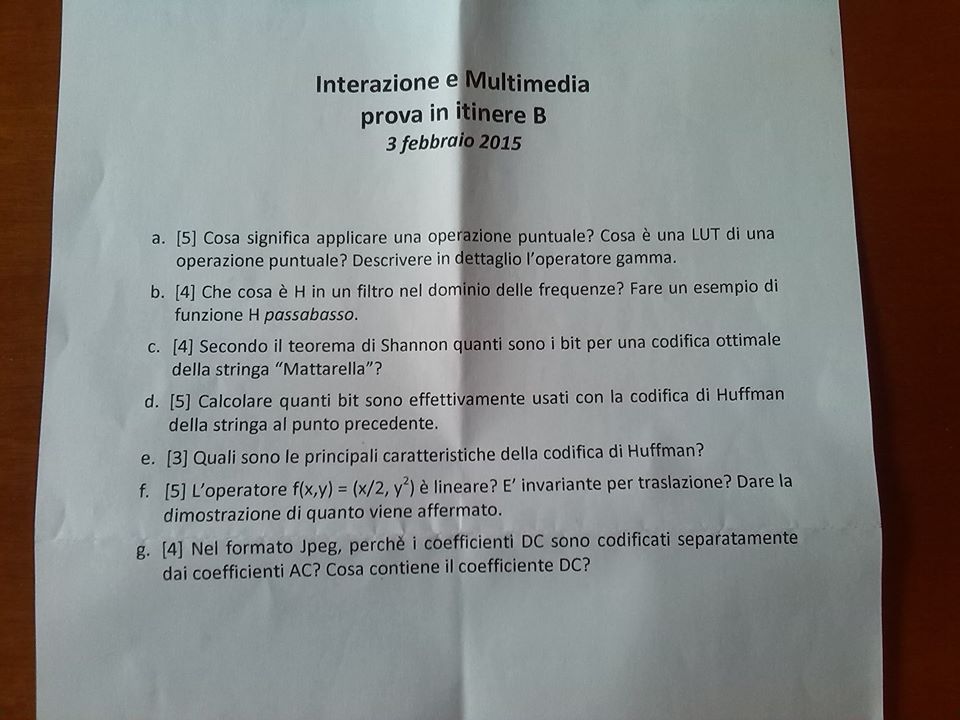 Interazione e Multimedia
prova in itinere B
3 febbraio 2015
a. [5] Cosa significa applicare una operazione puntuale? Cosa è una LUT di una
operazione puntuale? Descrivere in dettaglio l'operatore gamma.
b. [4] Che cosa è H in un filtro nel dominio delle frequenze? Fare un esempio di
funzione H passabasso.
c. [4] Secondo il teorema di Shannon quanti sono i bit per una codifica ottimale
della stringa "Mattarella"?
d. [5] Calcolare quanti bit sono effettivamente usati con la codifica di Huffman
della stringa al punto precedente.
e. [3] Quali sono le principali caratteristiche della codifica di Huffman?
f. [5] L'operatore f(x,y) = (x/2, y²) è lineare? E' invariante per traslazione? Dare la
dimostrazione di quanto viene affermato.
g. [4] Nel formato Jpeg, perchè i coefficienti DC sono codificati separatamente
dai coefficienti AC? Cosa contiene il coefficiente DC?